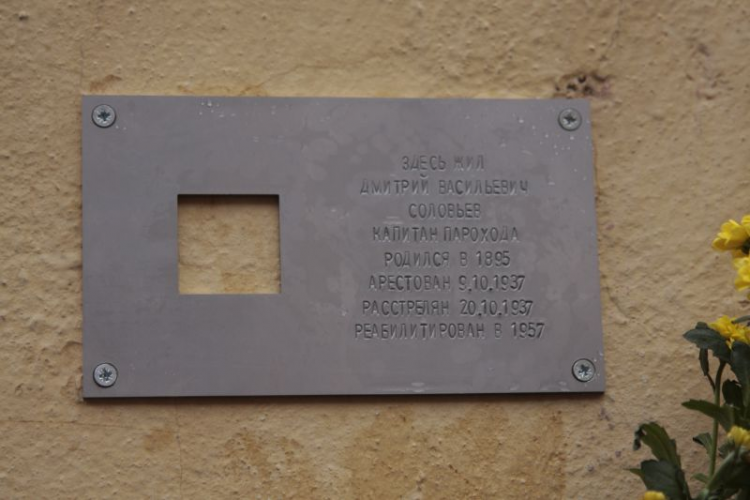 ЗДЕСЬ ЖИЛ
ДМИТРИЙ ВАСИЛЬЕВИЧ
СОЛОВЬЕВ
КАПИТАН ПАРОХОДА
РОДИЛСЯ В 1895
АРЕСТОВАН 9.10.1937
РАССТРЕЛЯН 20.10.1937
РЕАБИЛИТИРОВАН В 1957